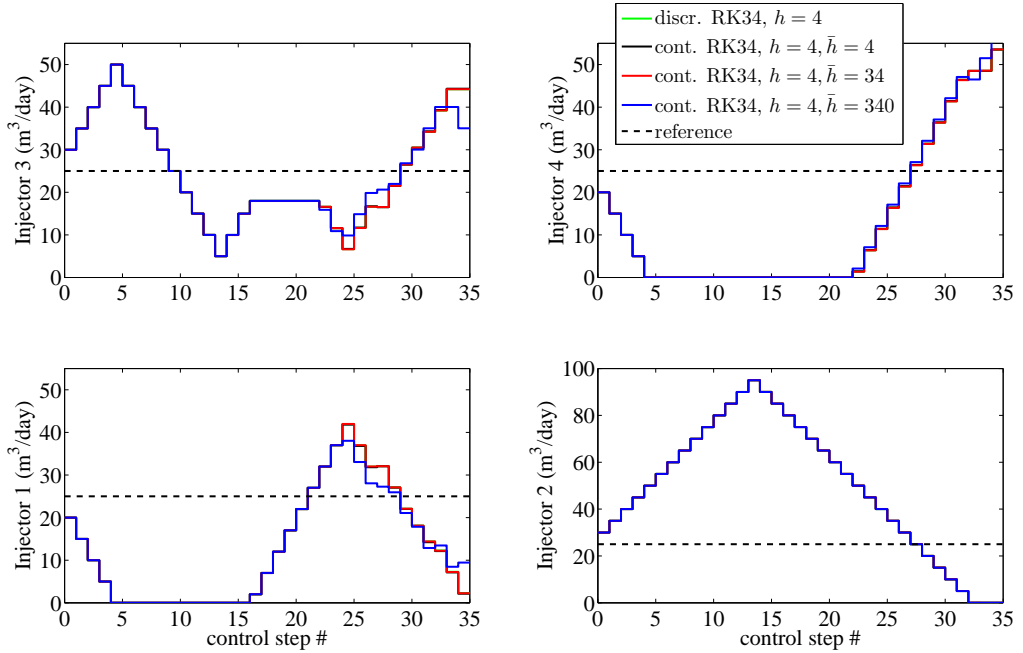 discr. RK34, h = 4
cont. RK34, h = 4, h̄ = 4
cont. RK34, h = 4, h̄ = 34
cont. RK34, h = 4, h̄ = 340
reference
50
40
30
20
10
0
Injector 3 (m³/day)
0 5 10 15 20 25 30 35
50
40
30
20
10
0
Injector 4 (m³/day)
0 5 10 15 20 25 30 35
50
40
30
20
10
0
Injector 1 (m³/day)
0 5 10 15 20 25 30 35
control step #
100
80
60
40
20
0
Injector 2 (m³/day)
0 5 10 15 20 25 30 35
control step #